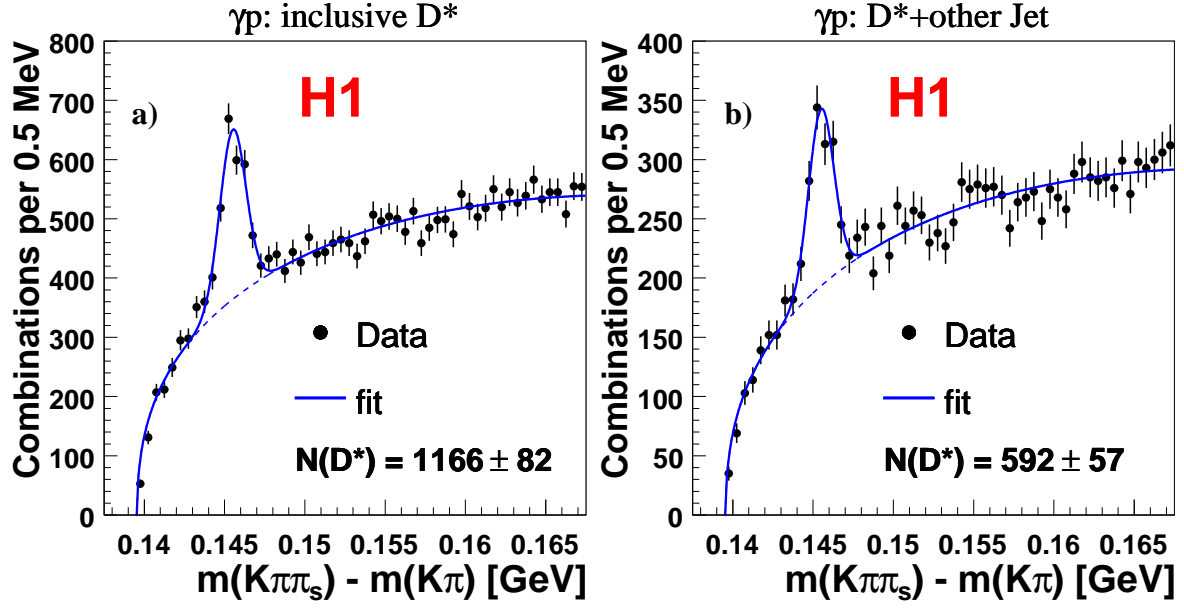 γp: inclusive D*
Combinations per 0.5 MeV
800
700
600
500
400
300
200
100
0
a)
H1
Data
fit
N(D*) = 1166 ± 82
0.14 0.145 0.15 0.155 0.16 0.165
m(Kππs) - m(Kπ) [GeV]
γp: D*+other Jet
Combinations per 0.5 MeV
400
350
300
250
200
150
100
50
0
b)
H1
Data
fit
N(D*) = 592 ± 57
0.14 0.145 0.15 0.155 0.16 0.165
m(Kππs) - m(Kπ) [GeV]